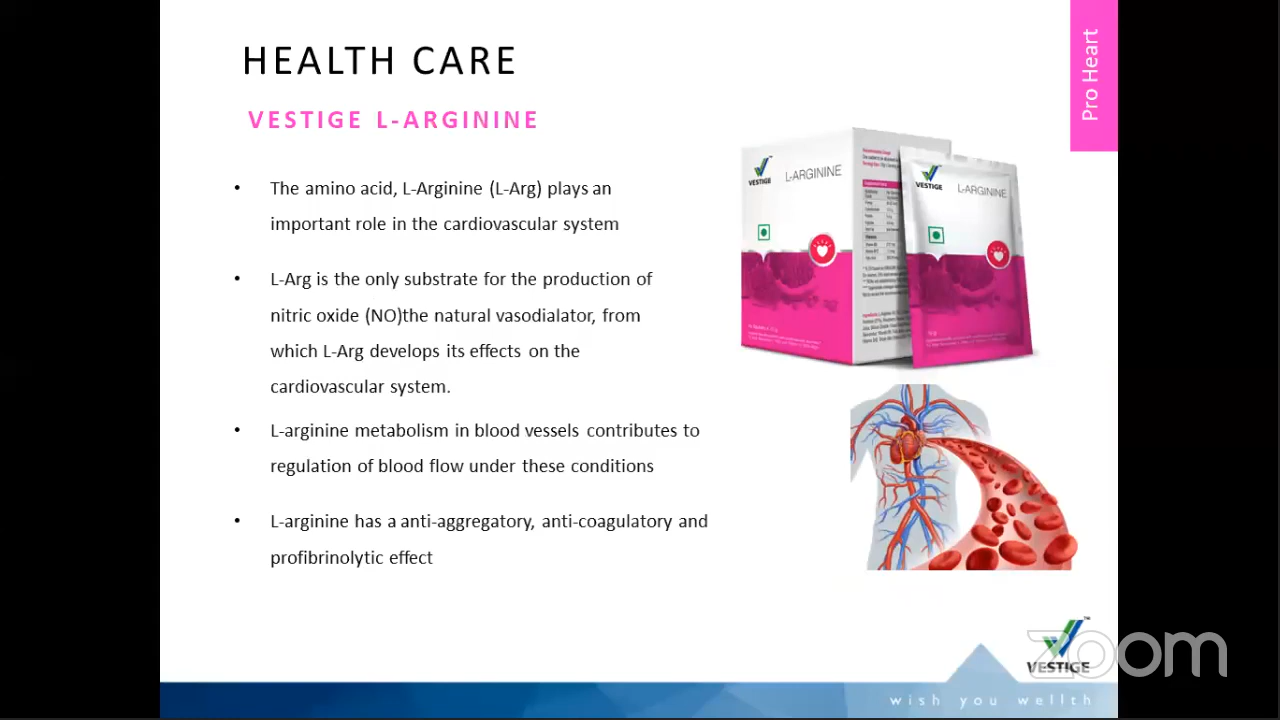 HEALTH CARE
VESTIGE L-ARGININE
Pro Heart
• The amino acid, L-Arginine (L-Arg) plays an
important role in the cardiovascular system
• L-Arg is the only substrate for the production of
nitric oxide (NO)the natural vasodialator, from
which L-Arg develops its effects on the
cardiovascular system.
• L-arginine metabolism in blood vessels contributes to
regulation of blood flow under these conditions
• L-arginine has a anti-aggregatory, anti-coagulatory and
profibrinolytic effect
VESTIGE
L-ARGININE
VESTIGE
L-ARGININE
VESTIGE
zoom
wish you wellth